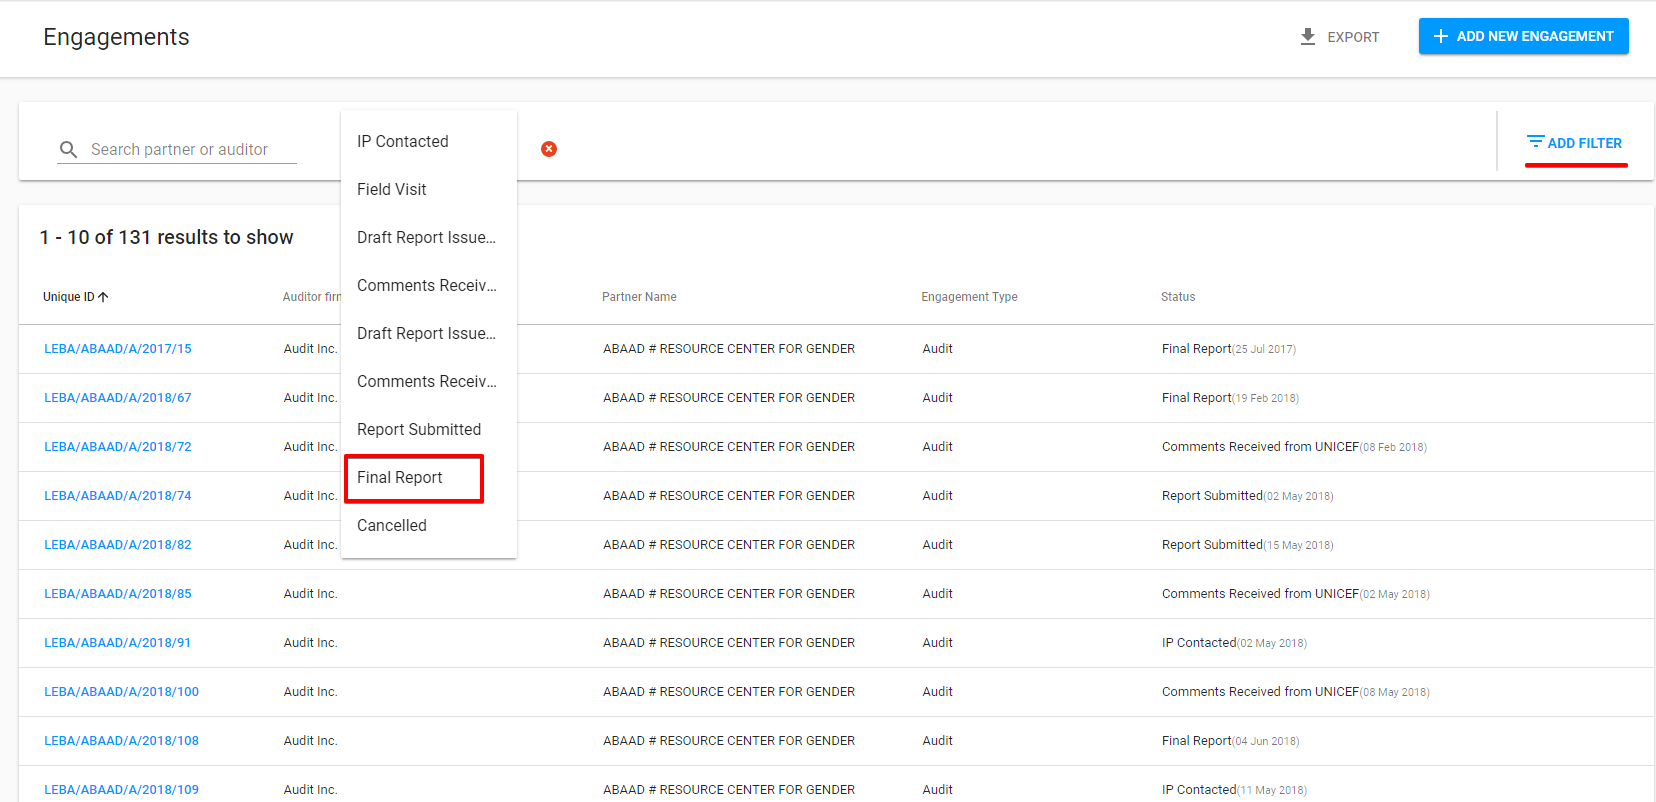 Engagements
EXPORT
ADD NEW ENGAGEMENT
Search partner or auditor
ADD FILTER
IP Contacted
Field Visit
Draft Report Issue...
Comments Receiv...
Draft Report Issue...
Comments Receiv...
Report Submitted
Final Report
Cancelled
1 - 10 of 131 results to show
Unique ID Auditor firm Partner Name Engagement Type Status
LEBA/ABAAD/A/2017/15 Audit Inc. ABAAD # RESOURCE CENTER FOR GENDER Audit Final Report(25 Jul 2017)
LEBA/ABAAD/A/2018/67 Audit Inc. ABAAD # RESOURCE CENTER FOR GENDER Audit Final Report(19 Feb 2018)
LEBA/ABAAD/A/2018/72 Audit Inc. ABAAD # RESOURCE CENTER FOR GENDER Audit Comments Received from UNICEF(08 Feb 2018)
LEBA/ABAAD/A/2018/74 Audit Inc. ABAAD # RESOURCE CENTER FOR GENDER Audit Report Submitted(02 May 2018)
LEBA/ABAAD/A/2018/82 Audit Inc. ABAAD # RESOURCE CENTER FOR GENDER Audit Report Submitted(15 May 2018)
LEBA/ABAAD/A/2018/85 Audit Inc. ABAAD # RESOURCE CENTER FOR GENDER Audit Comments Received from UNICEF(02 May 2018)
LEBA/ABAAD/A/2018/91 Audit Inc. ABAAD # RESOURCE CENTER FOR GENDER Audit IP Contacted(02 May 2018)
LEBA/ABAAD/A/2018/100 Audit Inc. ABAAD # RESOURCE CENTER FOR GENDER Audit Comments Received from UNICEF(08 May 2018)
LEBA/ABAAD/A/2018/108 Audit Inc. ABAAD # RESOURCE CENTER FOR GENDER Audit Final Report(04 Jun 2018)
LEBA/ABAAD/A/2018/109 Audit Inc. ABAAD # RESOURCE CENTER FOR GENDER Audit IP Contacted(11 May 2018)